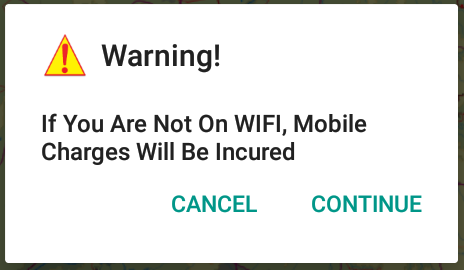 Warning!
If You Are Not On WIFI, Mobile
Charges Will Be Incured
CANCEL CONTINUE